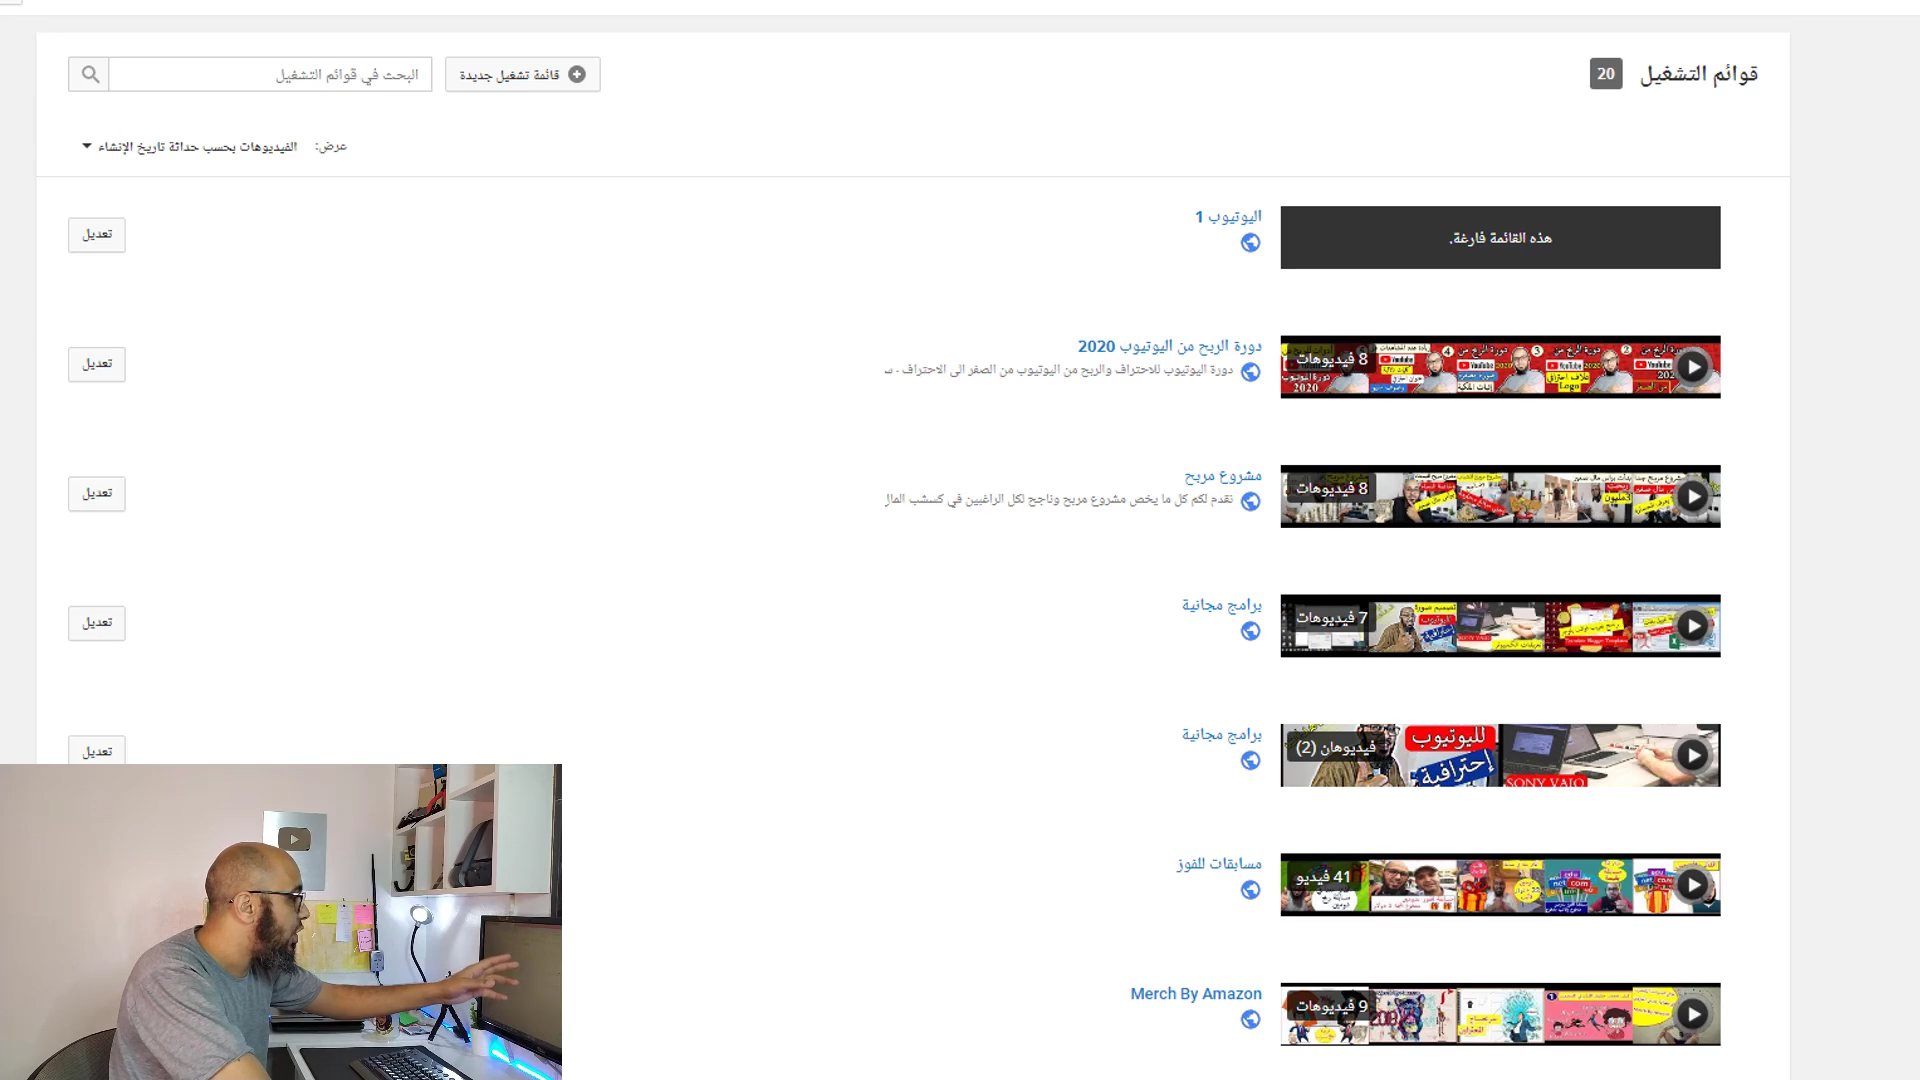 قوائم التشغيل 20
قائمة تشغيل جديدة
البحث في قوائم التشغيل
عرض: الفيديوهات بحسب حداثة تاريخ الإنشاء
هذه القائمة فارغة.
اليوتيوب 1
تعديل
8 فيديوهات
دورة الربح من اليوتيوب 2020
دورة اليوتيوب للاحتراف والربح من اليوتيوب من الصفر الى الاحتراف - س
تعديل
8 فيديوهات
مشروع مربح
نقدم لكم كل ما يخص مشروع مربح وناجح لكل الراغبين في كسشب المال
تعديل
7 فيديوهات
برامج مجانية
تعديل
فيديوهان (2)
لليوتيوب
إحترافية
SONY VAIO
برامج مجانية
تعديل
41 فيديو
مسابقات للفوز
9 فيديوهات
Merch By Amazon